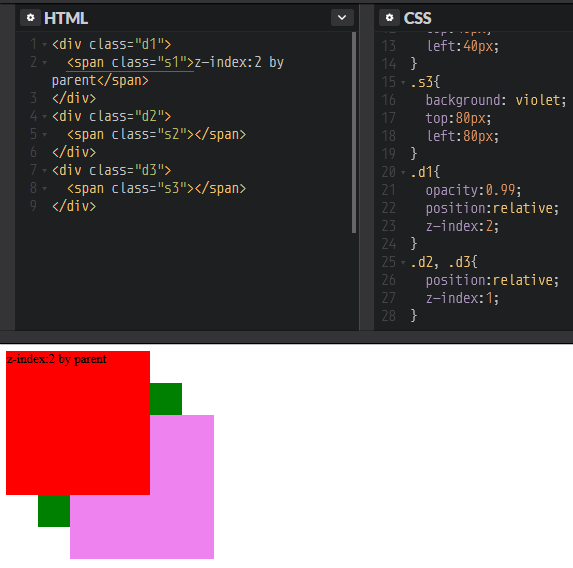 HTML
1 <div class="d1">
2 <span class="s1">z-index:2 by
parent</span>
3 </div>
4 <div class="d2">
5 <span class="s2"></span>
6 </div>
7 <div class="d3">
8 <span class="s3"></span>
9 </div>
CSS
13 left:40px;
14 }
15 .s3{
16 background: violet;
17 top:80px;
18 left:80px;
19 }
20 .d1{
21 opacity:0.99;
22 position:relative;
23 z-index:2;
24 }
25 .d2, .d3{
26 position:relative;
27 z-index:1;
28 }
z-index:2 by parent